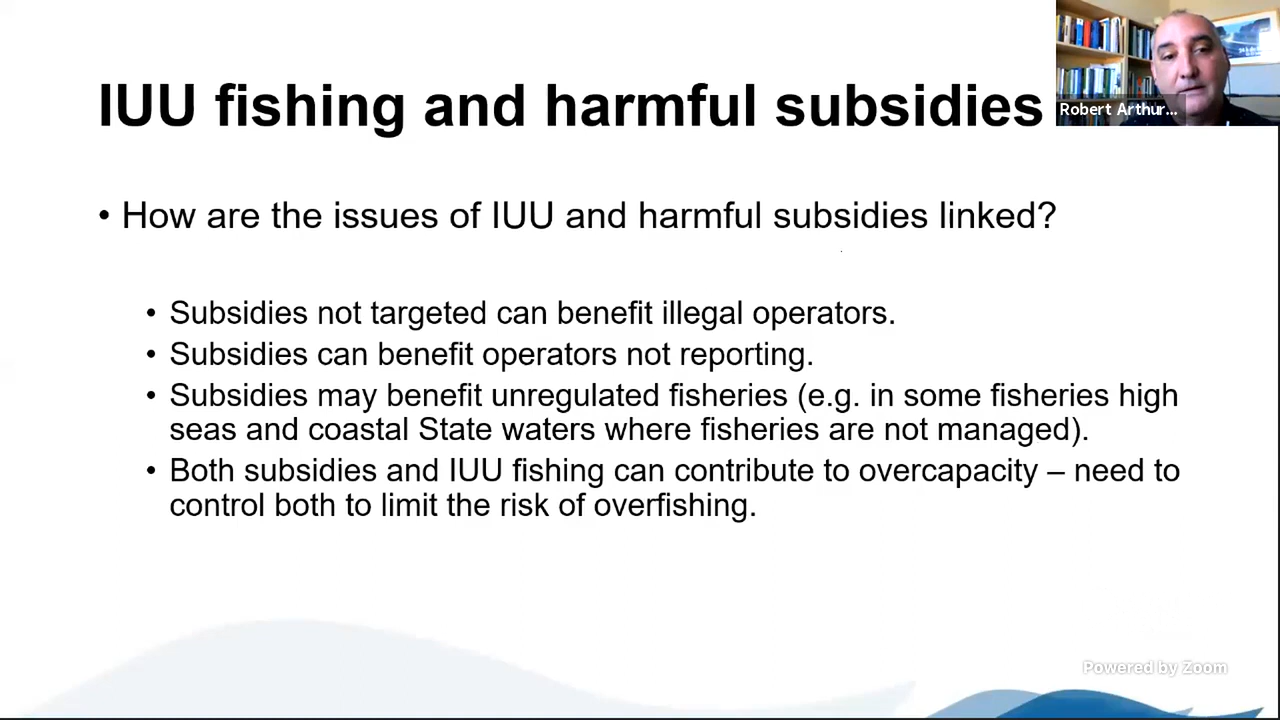 IUU fishing and harmful subsidies
Robert Arthur...
• How are the issues of IUU and harmful subsidies linked?
• Subsidies not targeted can benefit illegal operators.
• Subsidies can benefit operators not reporting.
• Subsidies may benefit unregulated fisheries (e.g. in some fisheries high
seas and coastal State waters where fisheries are not managed).
• Both subsidies and IUU fishing can contribute to overcapacity – need to
control both to limit the risk of overfishing.
Powered by Zoom